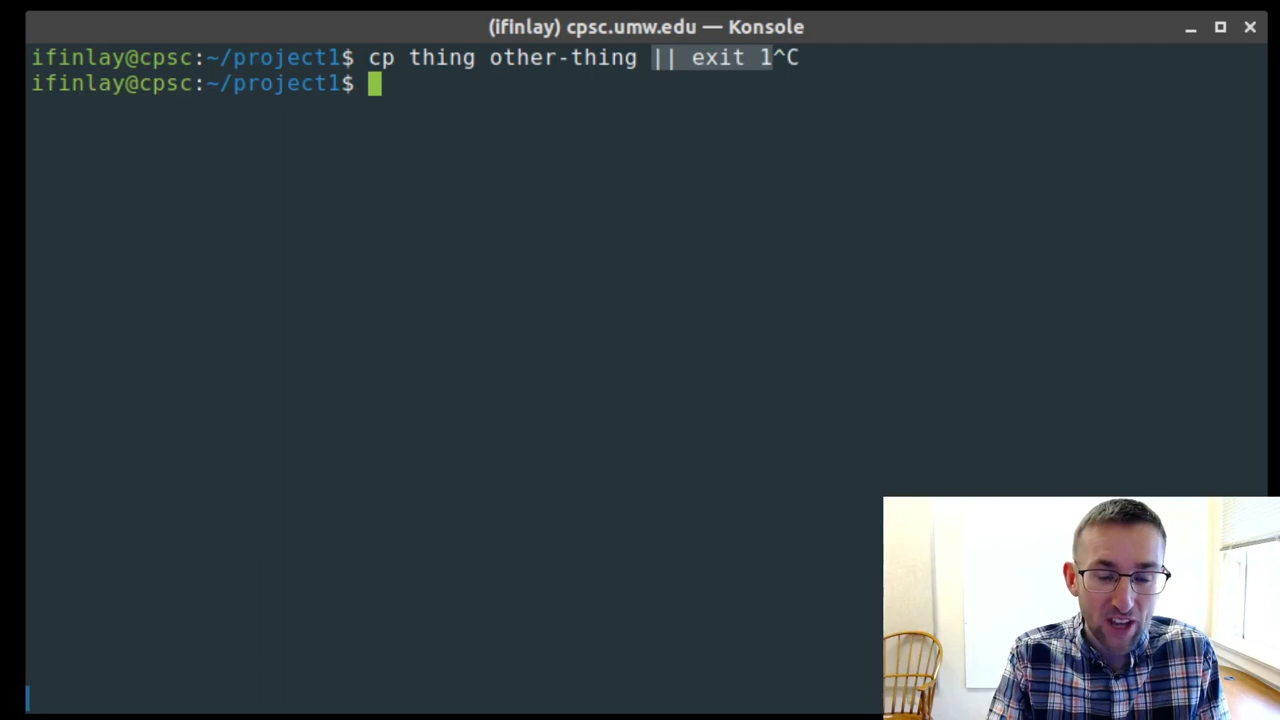 (ifinlay) cpsc.umw.edu — Konsole
ifinlay@cpsc:~/project1$ cp thing other-thing || exit 1^C
ifinlay@cpsc:~/project1$